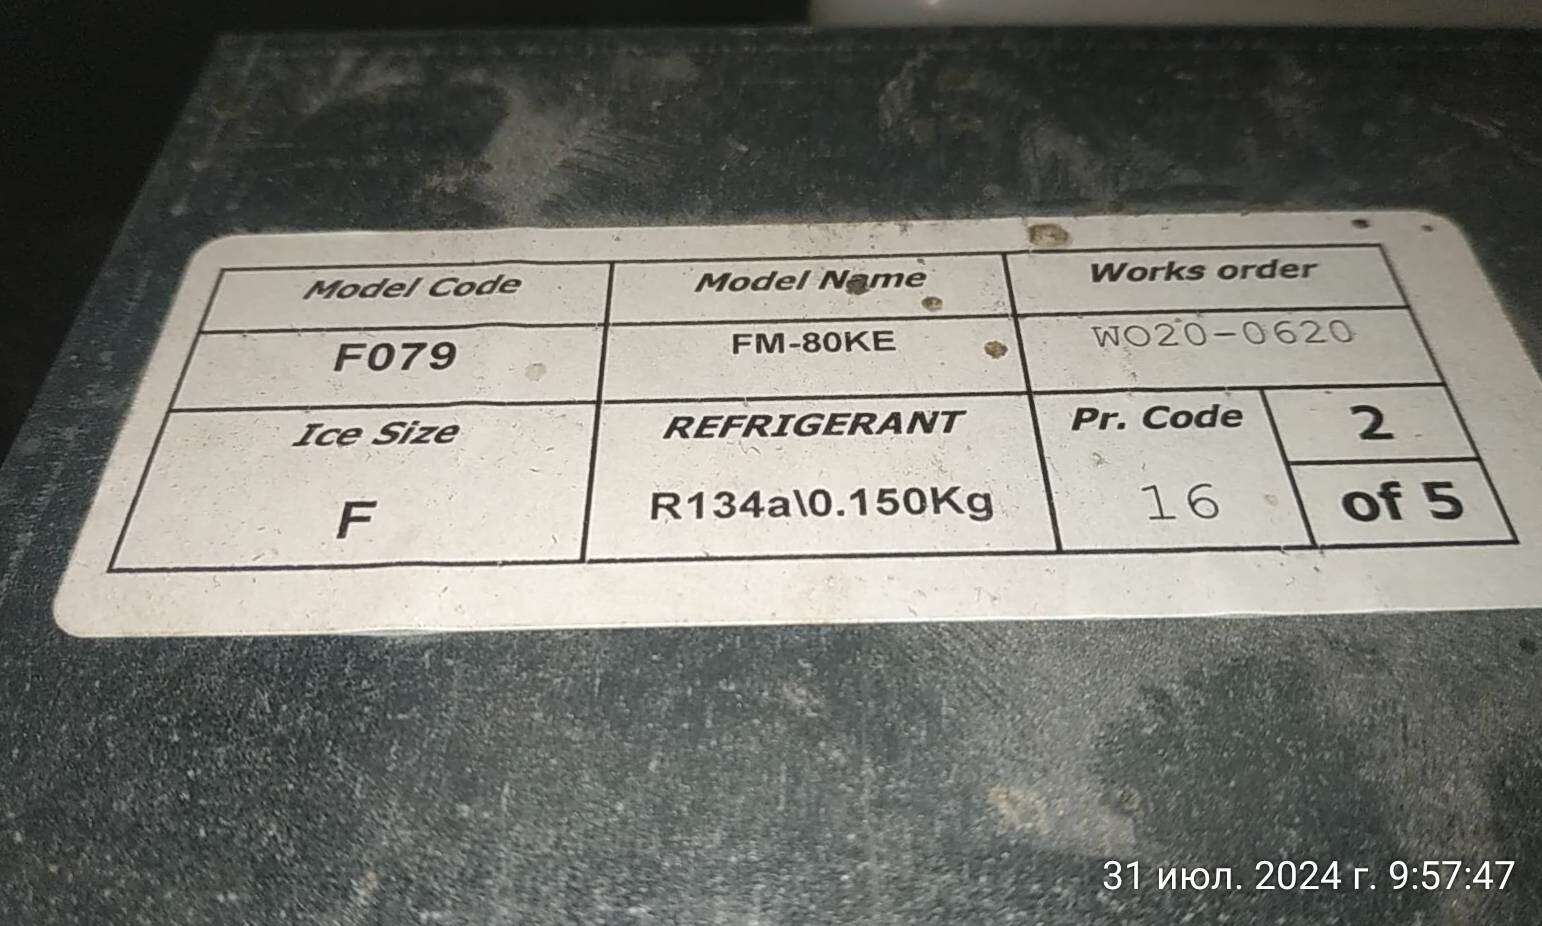 Model Code Model Name Works order
F079 FM-80KE WO20-0620
Ice Size REFRIGERANT Pr. Code 2
F R134a\0.150Kg 16 of 5
31 июл. 2024 г. 9:57:47